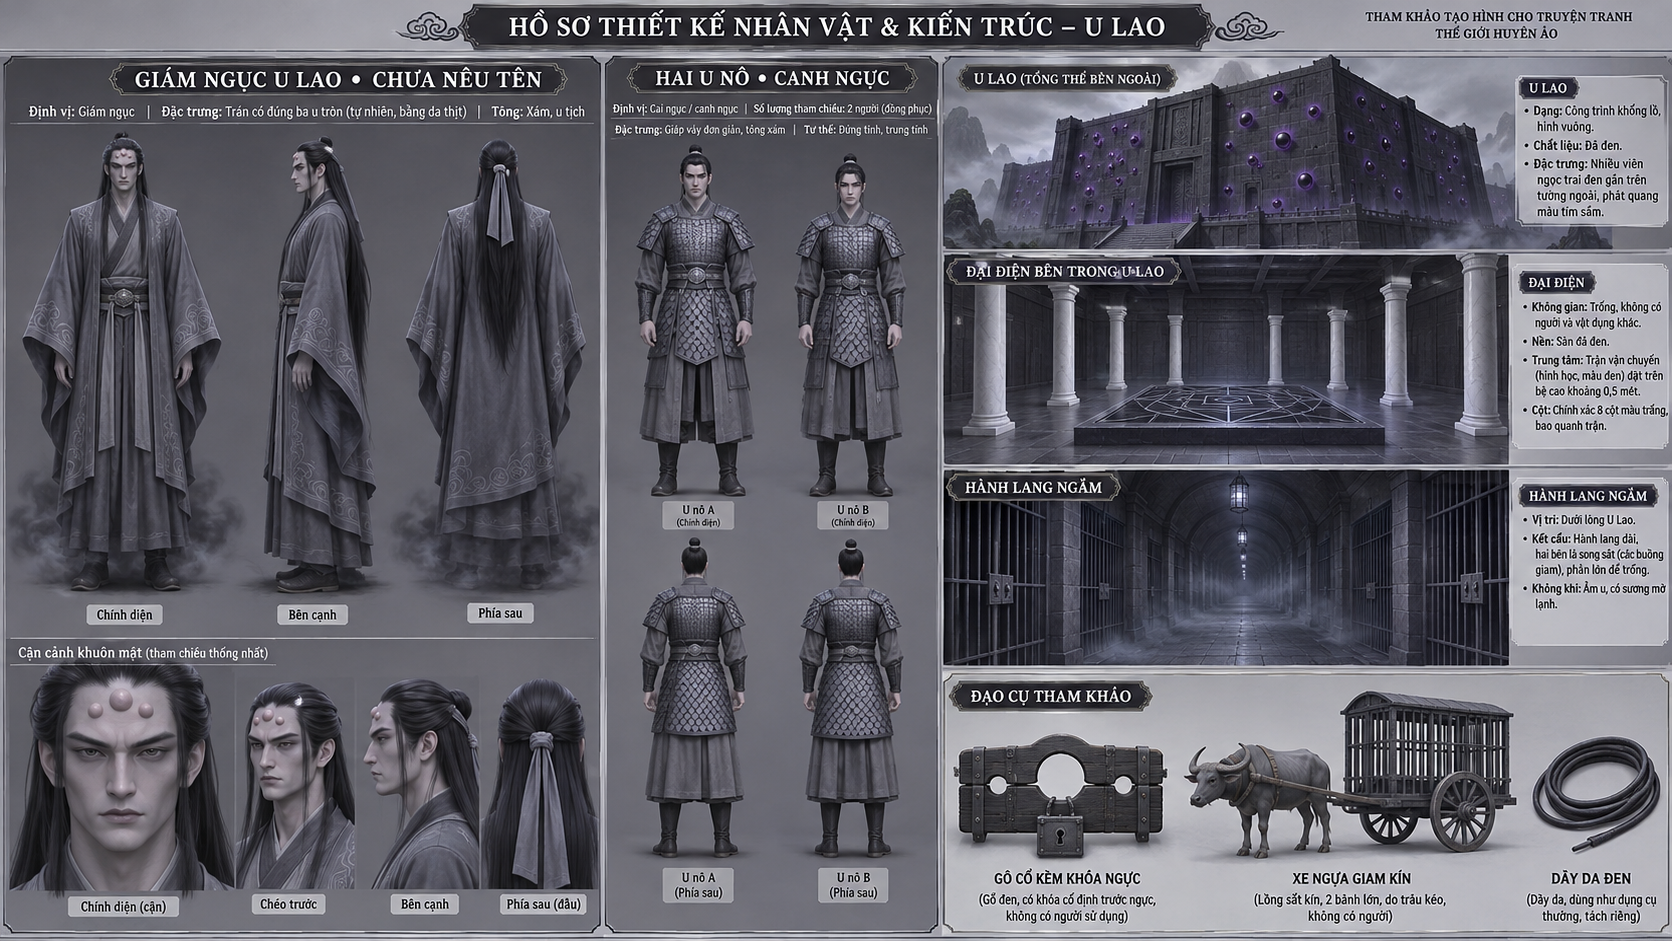 HỒ SƠ THIẾT KẾ NHÂN VẬT & KIẾN TRÚC – U LAO
THAM KHẢO TẠO HÌNH CHO TRUYỆN TRANH
THẾ GIỚI HUYỄN ẢO
GIÁM NGỤC U LAO • CHƯA NÊU TÊN
Định vị: Giám ngục | Đặc trưng: Trán có đúng ba u tròn (tự nhiên, bằng da thịt) | Tông: Xám, u tịch
Chính diện
Bên cạnh
Phía sau
Cận cảnh khuôn mặt (tham chiếu thống nhất)
Chính diện (cận)
Chéo trước
Bên cạnh
Phía sau (đầu)
HAI U NÔ • CANH NGỤC
Định vị: Cai ngục / canh ngục | Số lượng tham chiếu: 2 người (đồng phục)
Đặc trưng: Giáp vảy đơn giản, tông xám | Tư thế: Đứng tĩnh, trung tính
U nô A
(Chính diện)
U nô B
(Chính diện)
U nô A
(Phía sau)
U nô B
(Phía sau)
U LAO (TỔNG THỂ BÊN NGOÀI)
U LAO
• Dạng: Công trình khổng lồ,
hình vuông.
• Chất liệu: Đá đen.
• Đặc trưng: Nhiều viên
ngọc trai đen gắn trên
tường ngoài, phát quang
màu tím sẫm.
ĐẠI ĐIỆN BÊN TRONG U LAO
ĐẠI ĐIỆN
• Không gian: Trống, không có
người và vật dụng khác.
• Nền: Sàn đá đen.
• Trung tâm: Trận vận chuyển
(hình học, màu đen) đặt trên
bệ cao khoảng 0,5 mét.
• Cột: Chính xác 8 cột màu trắng,
bao quanh trận.
HÀNH LANG NGẦM
HÀNH LANG NGẦM
• Vị trí: Dưới lòng U Lao.
• Kết cấu: Hành lang dài,
hai bên là song sắt (các buồng
giam), phần lớn để trống.
• Không khí: Ảm u, có sương mờ
lạnh.
ĐẠO CỤ THAM KHẢO
GÔ CỔ KÈM KHÓA NGỰC
(Gỗ đen, có khóa cố định trước ngực,
không có người sử dụng)
XE NGỰA GIAM KÍN
(Lồng sắt kín, 2 bánh lớn, do trâu kéo,
không có người)
DÂY DA ĐEN
(Dây da, dùng như dụng cụ
thường, tách riêng)